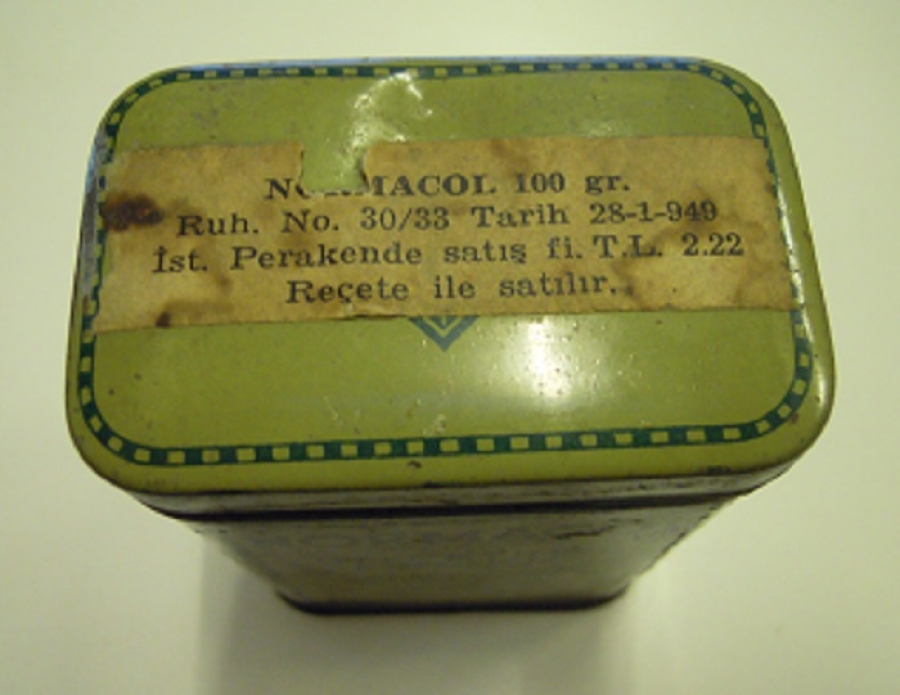 NORMACOL 100 gr.
Ruh. No. 30/33 Tarih 28-1-949
İst. Perakende satış fi. T.L. 2.22
Reçete ile satılır.